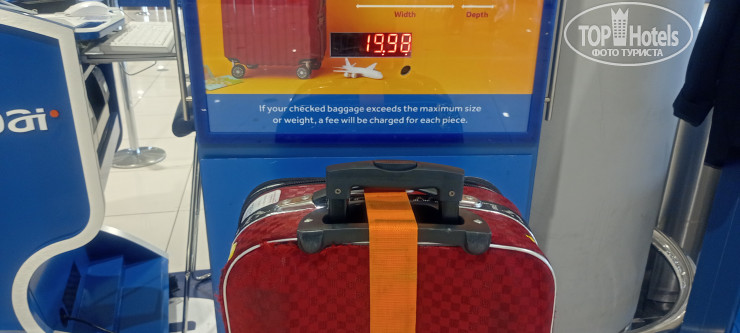 Width
Depth
19.98
If your checked baggage exceeds the maximum size
or weight, a fee will be charged for each piece.
bai
TOP Hotels
ФОТО ТУРИСТА